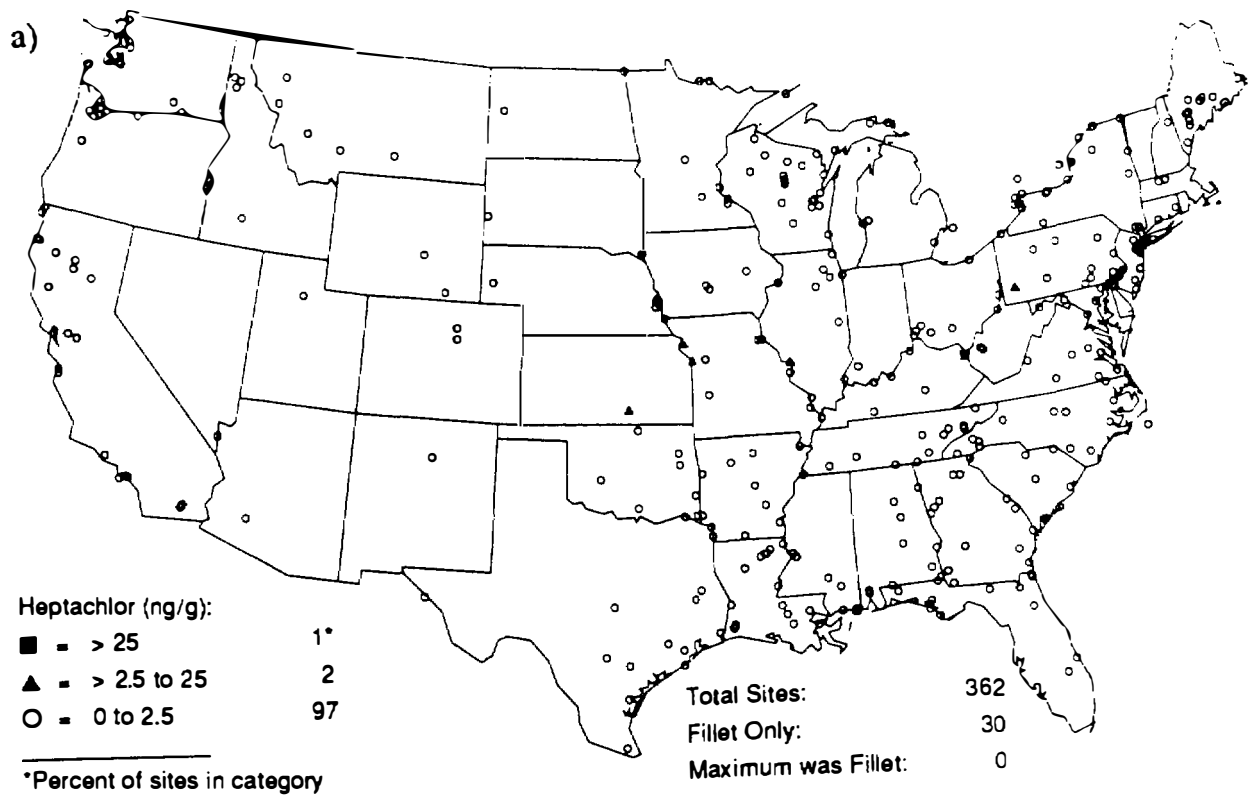 a)
Heptachlor (ng/g):
■ = > 25 1*
▲ = > 2.5 to 25 2
○ = 0 to 2.5 97
*Percent of sites in category
Total Sites: 362
Fillet Only: 30
Maximum was Fillet: 0